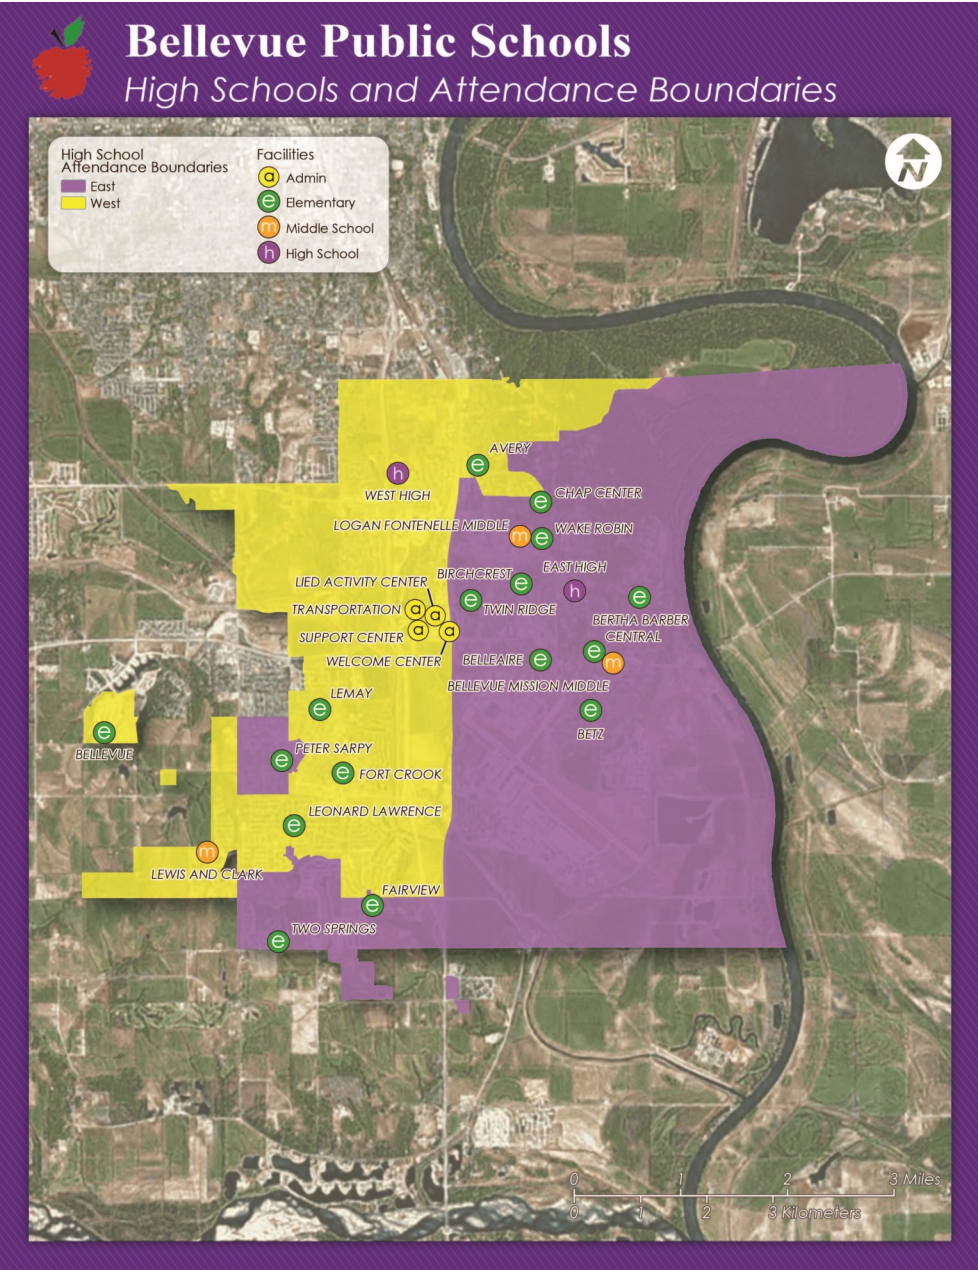 Bellevue Public Schools
High Schools and Attendance Boundaries
High School
Attendance Boundaries
East
West
Facilities
a Admin
e Elementary
m Middle School
h High School
N
AVERY
e
h
WEST HIGH
CHAP CENTER
e
LOGAN FONTENELLE MIDDLE
m
e
WAKE ROBIN
BIRCHCREST
e
EAST HIGH
h
LIED ACTIVITY CENTER
e
TWIN RIDGE
e
BERTHA BARBER
TRANSPORTATION
a
a
SUPPORT CENTER
a
a
WELCOME CENTER
CENTRAL
e
BELLEAIRE
e
m
BELLEVUE MISSION MIDDLE
LEMAY
e
e
BETZ
e
BELLEVUE
PETER SARPY
e
e
FORT CROOK
LEONARD LAWRENCE
e
m
LEWIS AND CLARK
FAIRVIEW
e
TWO SPRINGS
e
0 1 2 3 Miles
0 1 2 3 Kilometers